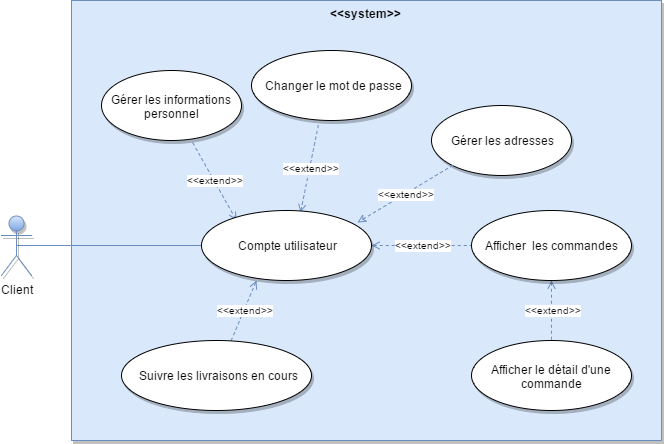 <<system>>
Changer le mot de passe
Gérer les informations
personnel
Gérer les adresses
<<extend>>
<<extend>>
<<extend>>
Compte utilisateur
<<extend>>
Afficher les commandes
Client
<<extend>>
<<extend>>
Suivre les livraisons en cours
Afficher le détail d'une
commande